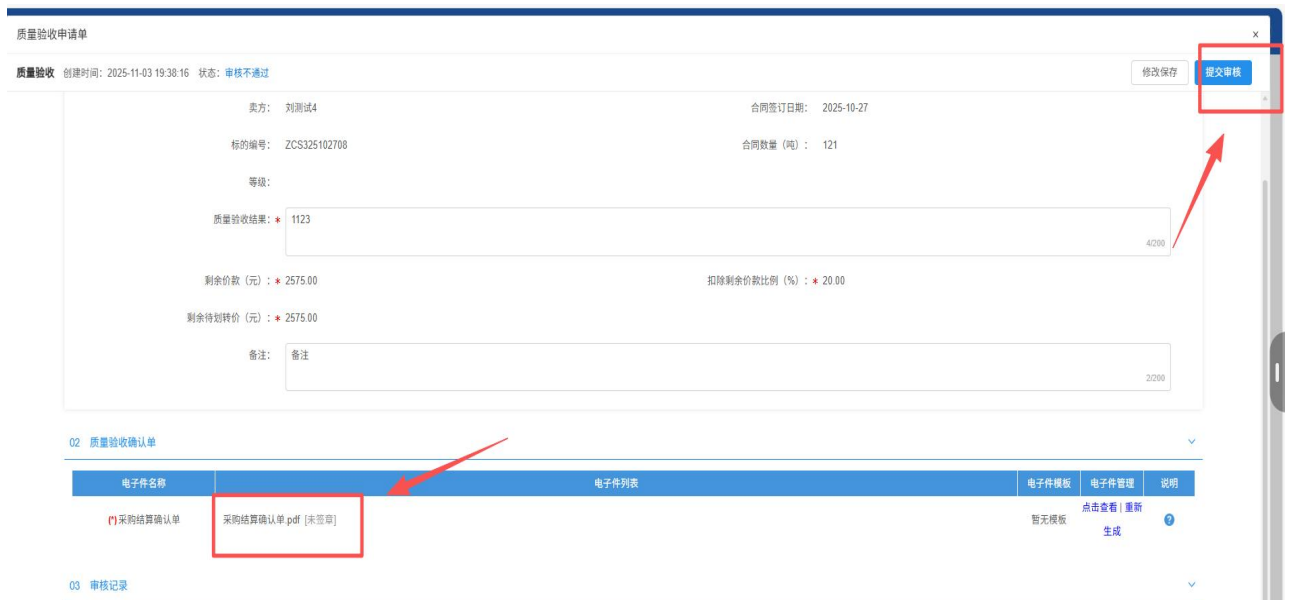 质量验收申请单 x
质量验收 创建时间：2025-11-03 19:38:16 状态：审核不通过 修改保存 提交审核
卖方： 刘测试4 合同签订日期： 2025-10-27
标的编号： ZCS325102708 合同数量（吨）： 121
等级：
质量验收结果：* 1123
4/200
剩余价款（元）：* 2575.00 扣除剩余价款比例（%）：* 20.00
剩余待划转价（元）：* 2575.00
备注： 备注
2/200
02 质量验收确认单
电子件名称 电子件列表 电子件模板 电子件管理 说明
(*)采购结算确认单 采购结算确认单.pdf [未签章] 暂无模板 点击查看 | 重新
生成 ?
03 审核记录